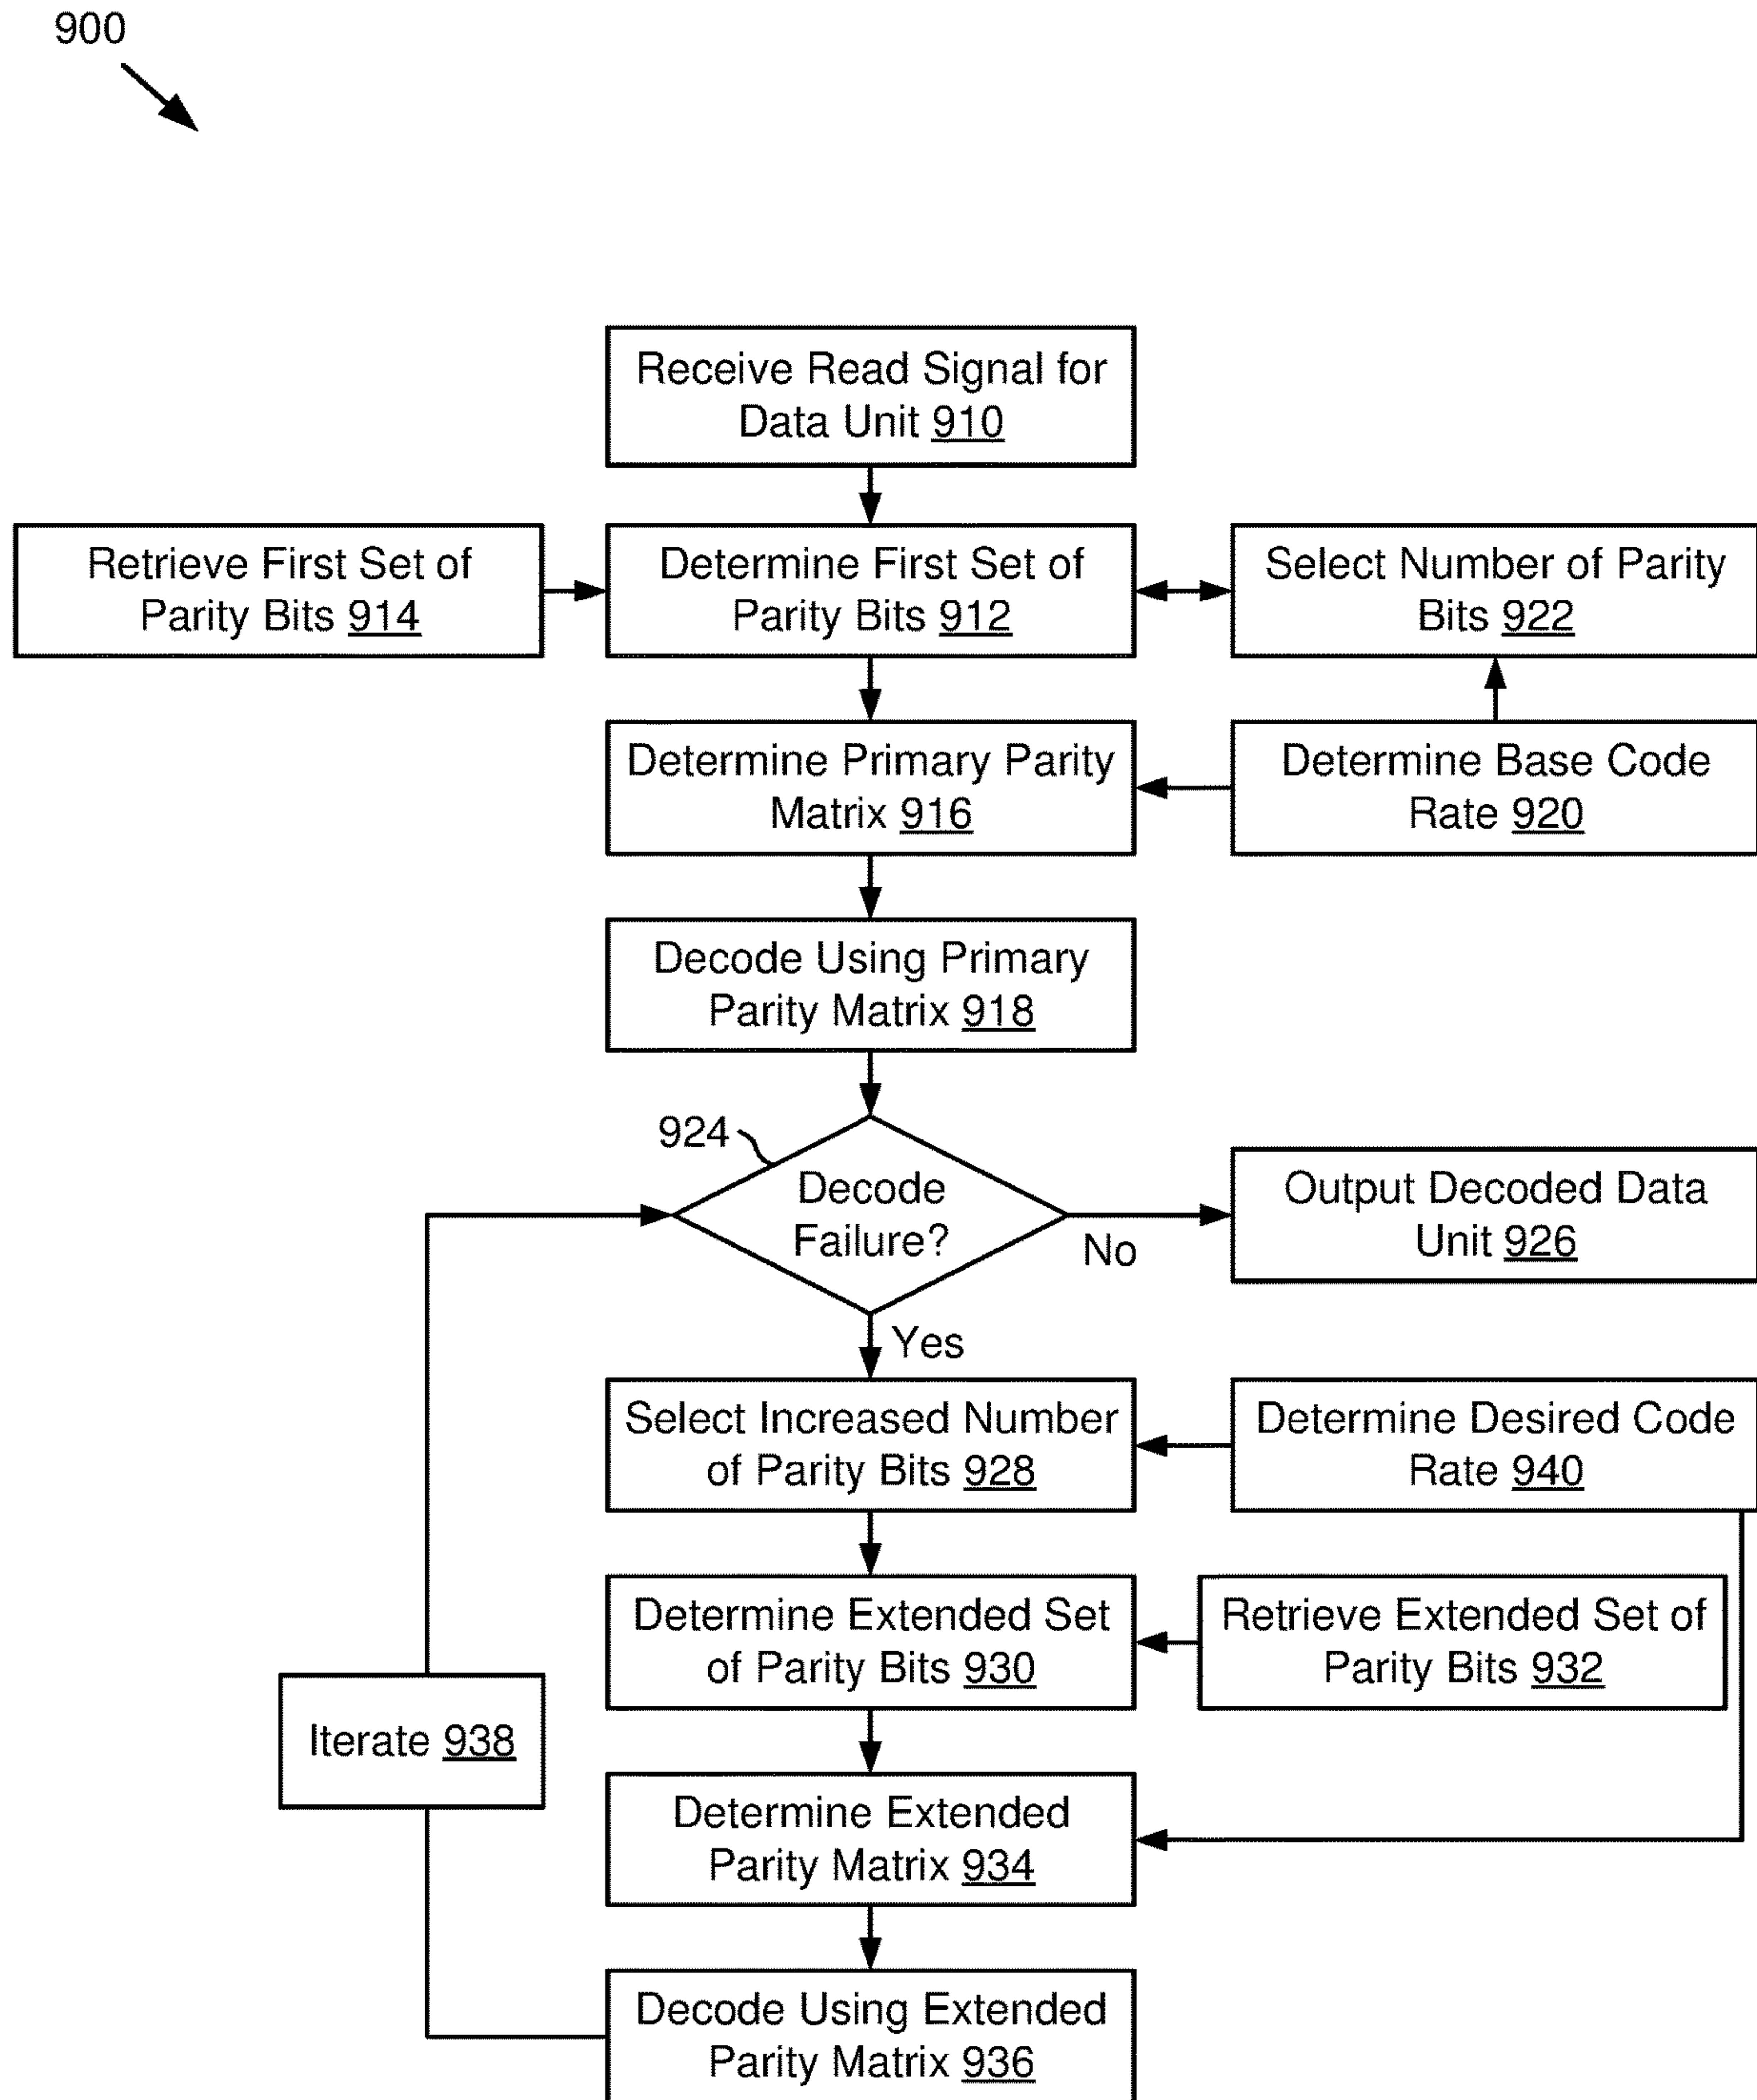 900
Receive Read Signal for
Data Unit 910
Retrieve First Set of
Parity Bits 914
Determine First Set of
Parity Bits 912
Select Number of Parity
Bits 922
Determine Primary Parity
Matrix 916
Determine Base Code
Rate 920
Decode Using Primary
Parity Matrix 918
924
Decode
Failure?
No
Output Decoded Data
Unit 926
Yes
Select Increased Number
of Parity Bits 928
Determine Desired Code
Rate 940
Determine Extended Set
of Parity Bits 930
Retrieve Extended Set of
Parity Bits 932
Iterate 938
Determine Extended
Parity Matrix 934
Decode Using Extended
Parity Matrix 936